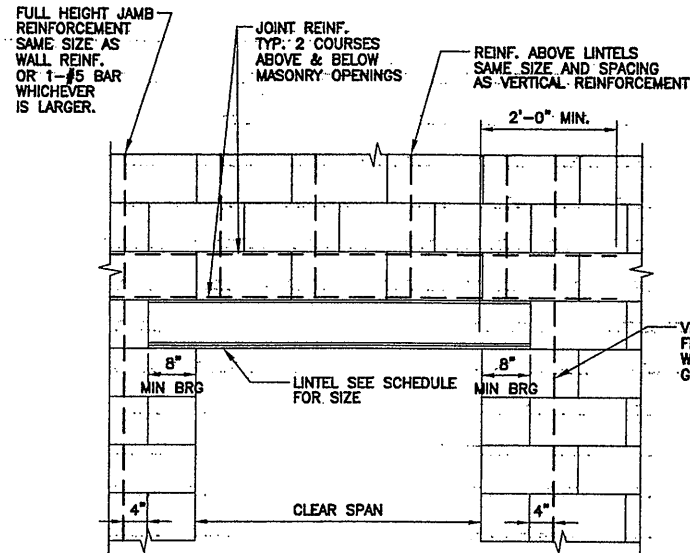 FULL HEIGHT JAMB
REINFORCEMENT
SAME SIZE AS
WALL REINF.
OR 1-#5 BAR
WHICHEVER
IS LARGER.
JOINT REINF.
TYP. 2 COURSES
ABOVE & BELOW
MASONRY OPENINGS
REINF. ABOVE LINTELS
SAME SIZE AND SPACING
AS VERTICAL REINFORCEMENT
2'-0" MIN.
8"
MIN BRG
LINTEL SEE SCHEDULE
FOR SIZE
8"
MIN BRG
4"
CLEAR SPAN
4"